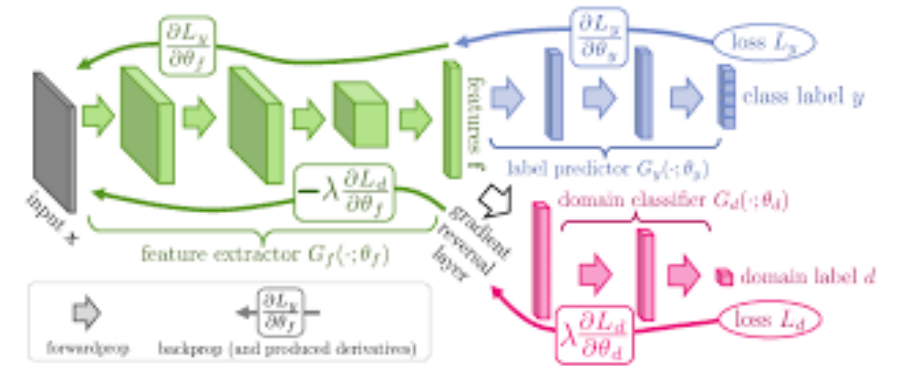 ∂L_y/∂θ_f
∂L_y/∂θ_y
loss L_y
features f
class label y
label predictor G_y(·;θ_y)
−λ ∂L_d/∂θ_f
input x
feature extractor G_f(·;θ_f)
gradient
reversal
layer
domain classifier G_d(·;θ_d)
domain label d
loss L_d
λ ∂L_d/∂θ_d
∂L_y/∂θ_f
forwardprop
backprop (and produced derivatives)